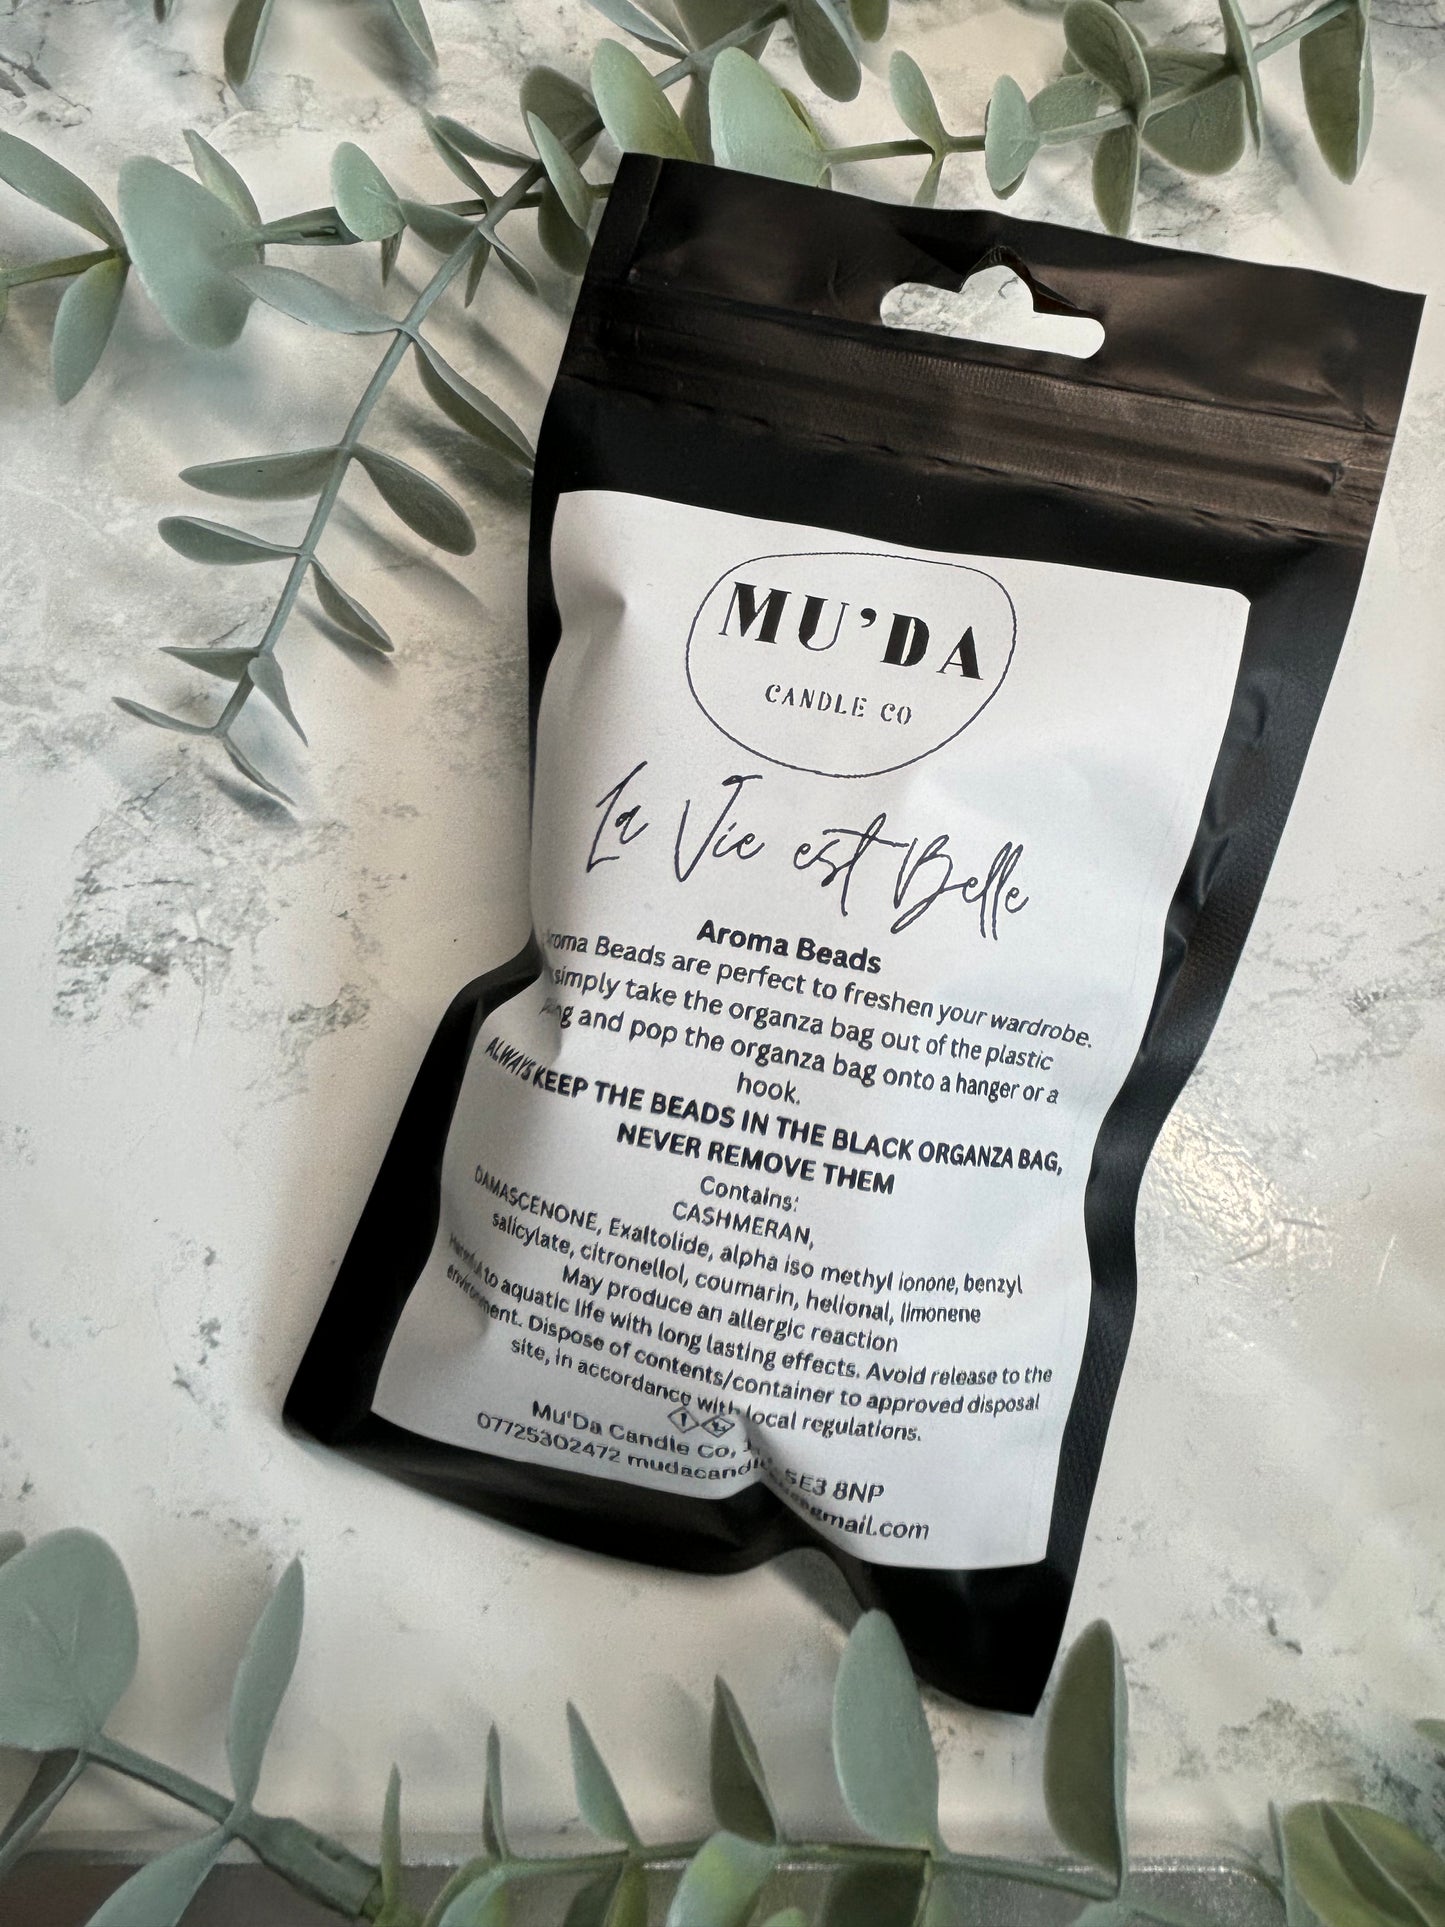 MU'DA
CANDLE CO
La Vie est Belle
Aroma Beads
Aroma Beads are perfect to freshen your wardrobe.
simply take the organza bag out of the plastic
and pop the organza bag onto a hanger or a
hook.
ALWAYS KEEP THE BEADS IN THE BLACK ORGANZA BAG,
NEVER REMOVE THEM
Contains:
CASHMERAN,
DAMASCENONE, Exaltolide, alpha iso methyl ionone, benzyl
salicylate, citronellol, coumarin, helional, limonene
May produce an allergic reaction
Harmful to aquatic life with long lasting effects. Avoid release to the
environment. Dispose of contents/container to approved disposal
site, in accordance with local regulations.
Mu'Da Candle Co, SE3 8NP
07725302472